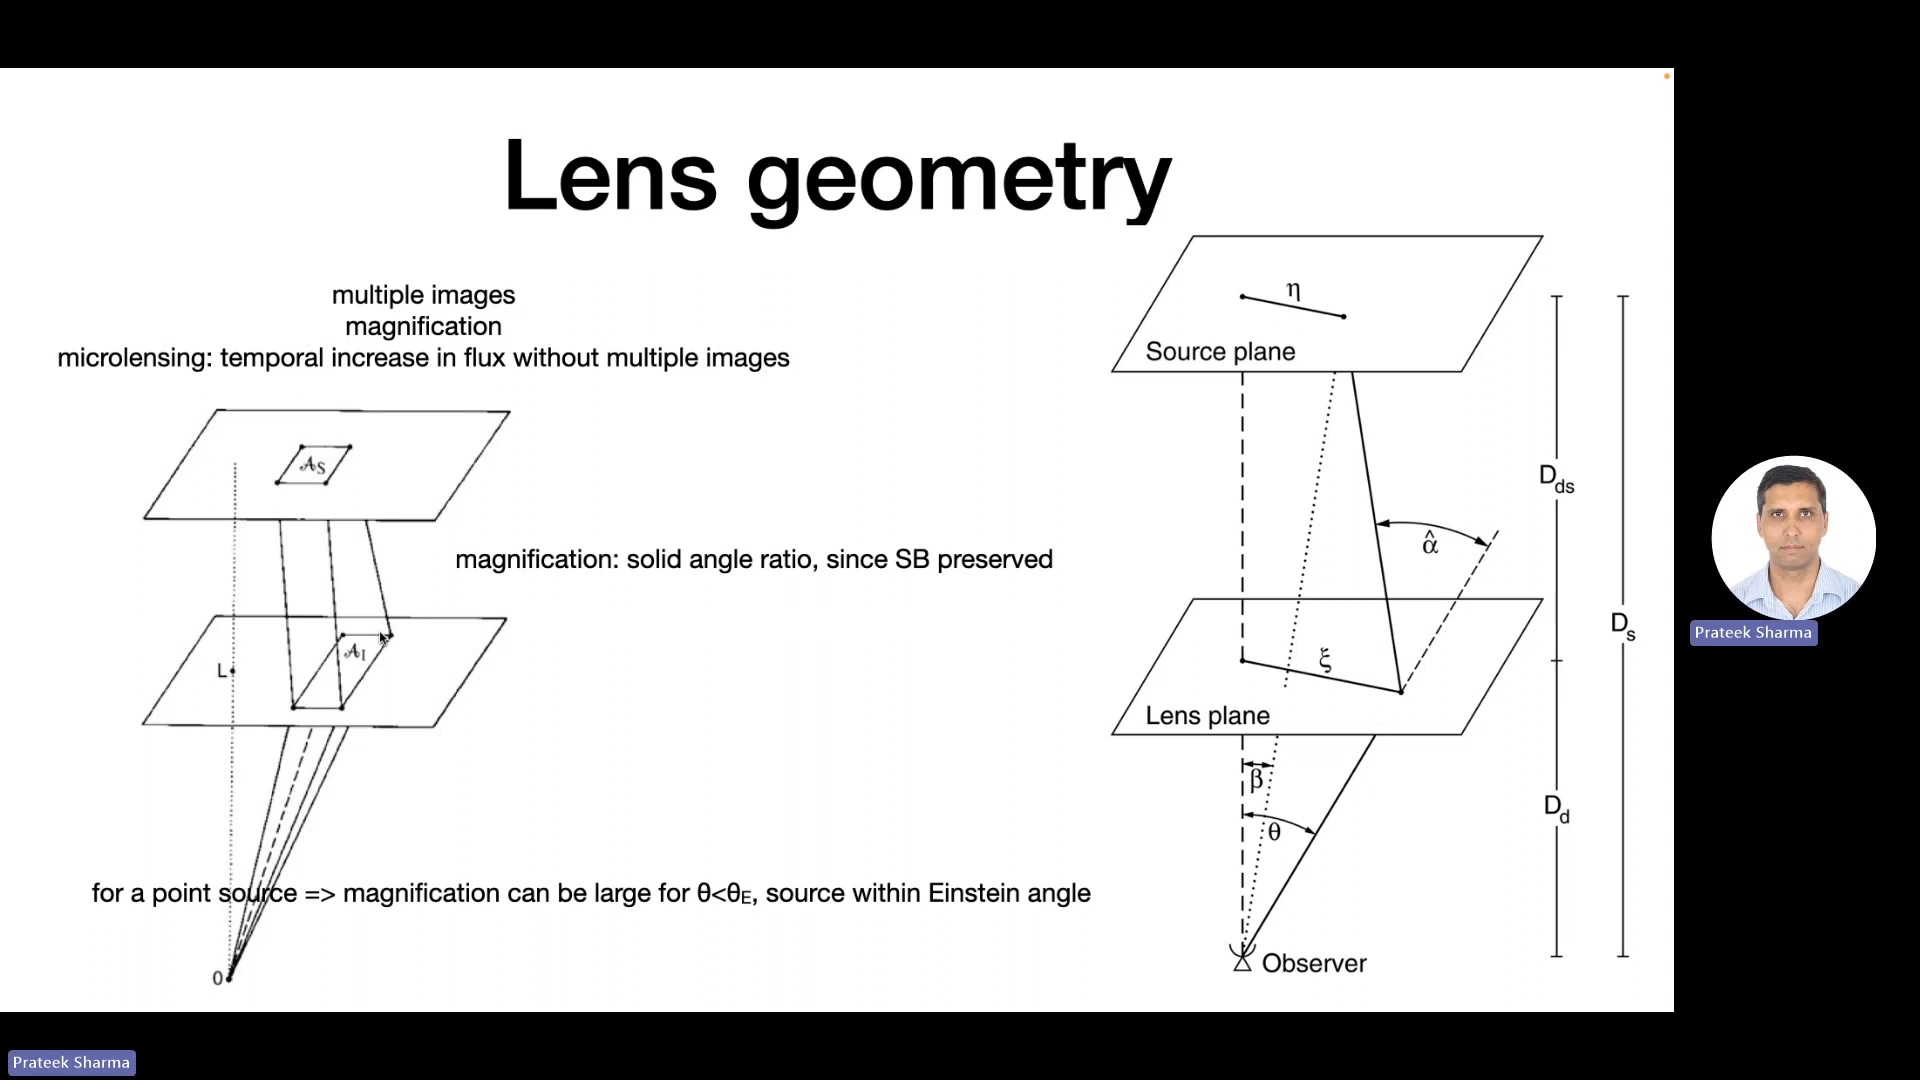 Lens geometry
multiple images
magnification
microlensing: temporal increase in flux without multiple images
A_S
magnification: solid angle ratio, since SB preserved
L
A_I
for a point source => magnification can be large for θ<θ_E, source within Einstein angle
O
η
Source plane
D_ds
α̂
D_s
ξ
Lens plane
β
D_d
θ
Observer
Prateek Sharma
Prateek Sharma